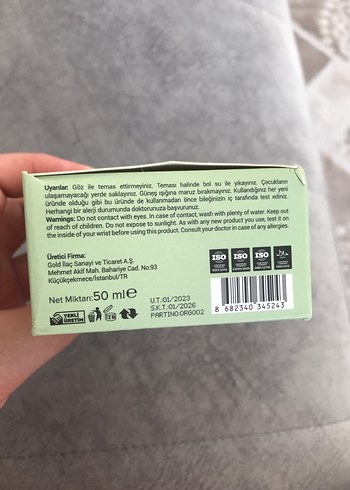 Uyarılar: Göz ile temas ettirmeyiniz. Teması halinde bol su ile yıkayınız. Çocukların
ulaşamayacağı yerde saklayınız. Güneş ışığına maruz bırakmayınız. Kullandığınız her yeni
üründe olduğu gibi bu üründe de kullanmadan önce bileğinizin iç tarafında test ediniz.
Herhangi bir alerji durumunda doktorunuza başvurunuz.
Warnings: Do not contact with eyes. In case of contact, wash with plenty of water. Keep out
of reach of children. Do not expose to sunlight. As with any new product you use, test it on
the inside of your wrist before using this product. Consult your doctor in case of any allergies.
Üretici Firma:
Gold İlaç Sanayi ve Ticaret A.Ş.
Mehmet Akif Mah. Bahariye Cad. No:93
Küçükçekmece/İstanbul/TR
ISO ISO ISO
Net Miktarı: 50 ml e
U.T.:01/2023
S.K.T:01/2026
PARTİ NO:ORG002
YERLİ
ÜRETİM
8 682340 345243